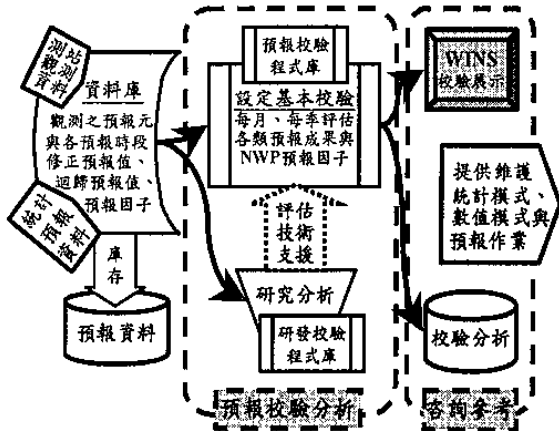 測站
觀測
資料
資料庫
觀測之預報元
與各預報時段
修正預報值、
迴歸預報值、
預報因子
統計
預報
資料
庫
存
預報資料
預報校驗
程式庫
設定基本校驗
每月、每季評估
各類預報成果與
NWP預報因子
評估
技術
支援
研究分析
研發校驗
程式庫
預報校驗分析
WINS
校驗展示
提供維護
統計模式、
數值模式與
預報作業
校驗分析
咨詢參考